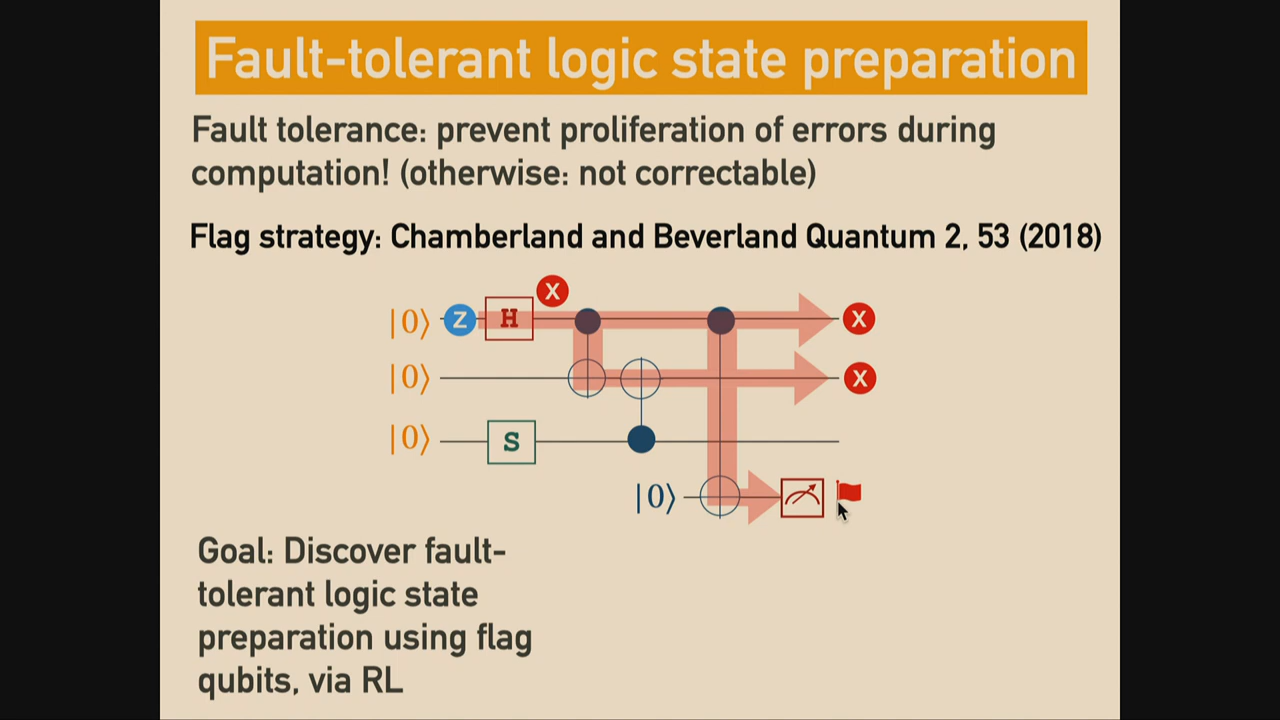 Fault-tolerant logic state preparation
Fault tolerance: prevent proliferation of errors during
computation! (otherwise: not correctable)
Flag strategy: Chamberland and Beverland Quantum 2, 53 (2018)
X
|0⟩ Z H X
|0⟩ X
|0⟩ S
|0⟩
Goal: Discover fault-
tolerant logic state
preparation using flag
qubits, via RL